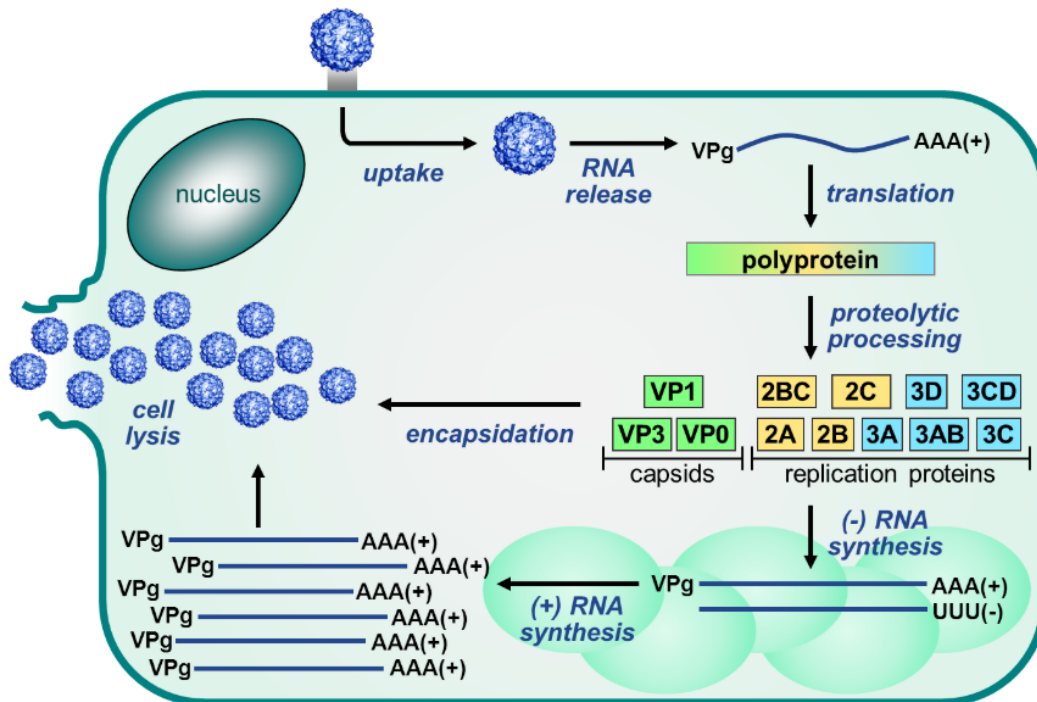 nucleus
uptake
RNA
release
VPg
AAA(+)
translation
polyprotein
proteolytic
processing
VP1
VP3 VP0
capsids
2BC 2C 3D 3CD
2A 2B 3A 3AB 3C
replication proteins
encapsidation
cell
lysis
(-) RNA
synthesis
VPg AAA(+)
UUU(-)
(+) RNA
synthesis
VPg AAA(+)
VPg AAA(+)
VPg AAA(+)
VPg AAA(+)
VPg AAA(+)
VPg AAA(+)